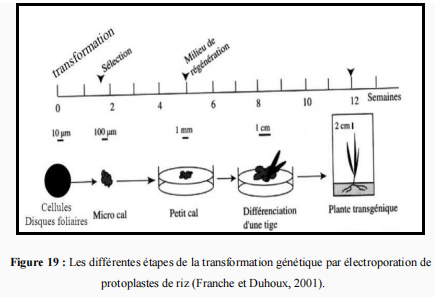 transformation
Sélection
Milieu de
régénération
0 2 4 6 8 10 12 Semaines
10 µm 100 µm 1 mm 1 cm 2 cm
Cellules
Disques foliaires
Micro cal
Petit cal
Différenciation
d'une tige
Plante transgénique
Figure 19 : Les différentes étapes de la transformation génétique par électroporation de
protoplastes de riz (Franche et Duhoux, 2001).